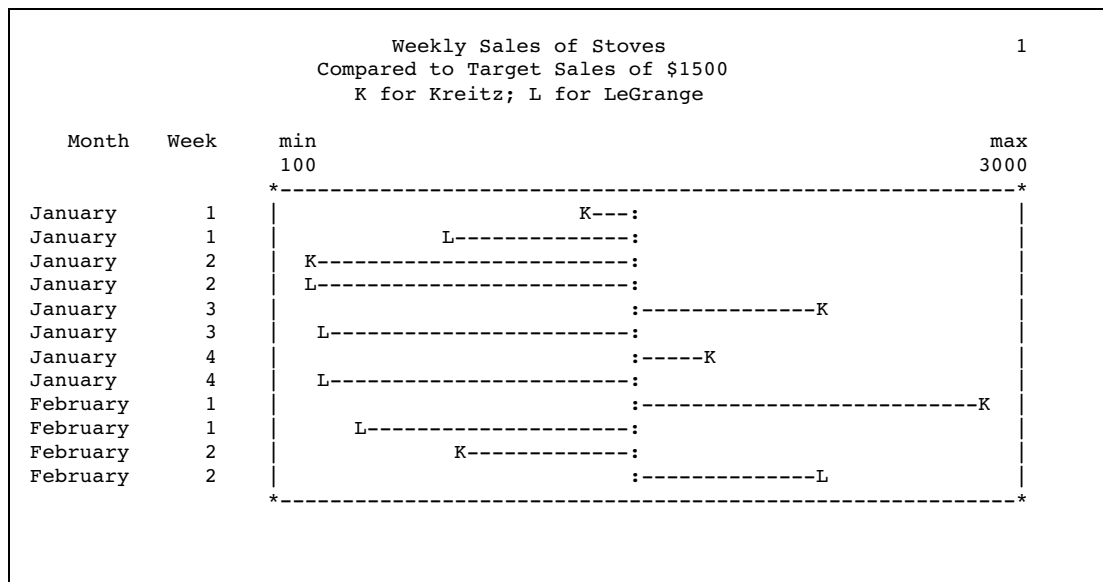 Weekly Sales of Stoves 1
Compared to Target Sales of $1500
K for Kreitz; L for LeGrange
Month Week min max
100 3000
*-----------------------------------------------------------*
January 1 | K---: |
January 1 | L--------------: |
January 2 | K-------------------------: |
January 2 | L-------------------------: |
January 3 | :--------------K |
January 3 | L------------------------: |
January 4 | :-----K |
January 4 | L------------------------: |
February 1 | :---------------------------K |
February 1 | L---------------------: |
February 2 | K-------------: |
February 2 | :--------------L |
*-----------------------------------------------------------*